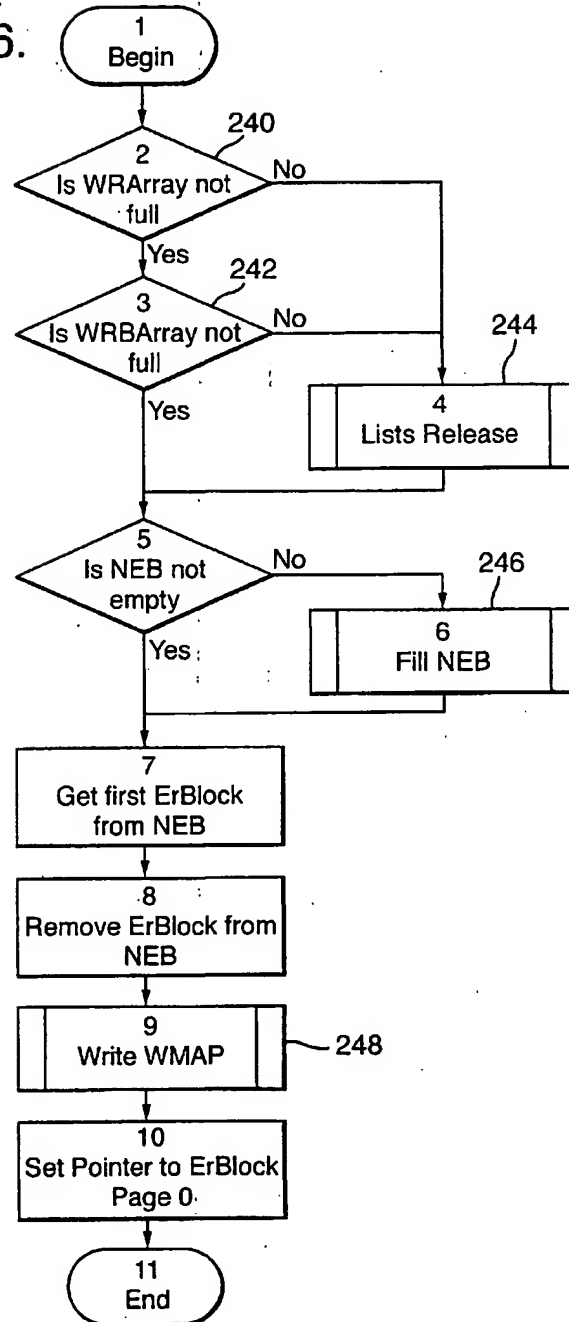 6.
1
Begin
240
2
Is WRArray not
full
No
Yes
242
3
Is WRBArray not
full
No
Yes
244
4
Lists Release
5
Is NEB not
empty
No
Yes
246
6
Fill NEB
7
Get first ErBlock
from NEB
8
Remove ErBlock from
NEB
9
Write WMAP
248
10
Set Pointer to ErBlock
Page 0
11
End